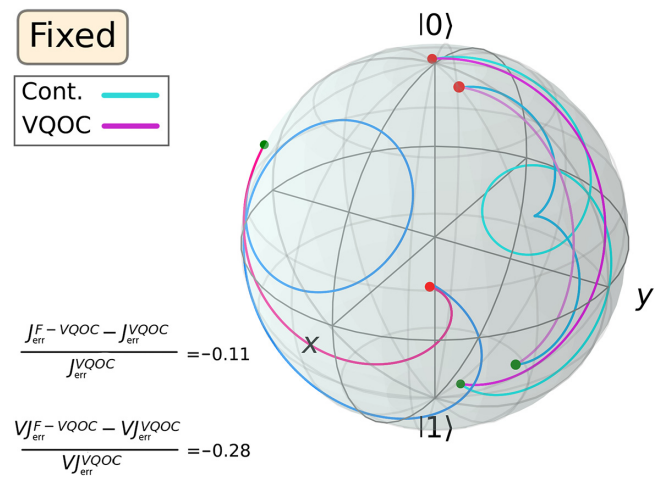 Fixed
|0⟩
Cont.
VQOC
y
x
J_err^{F−VQOC} − J_err^{VQOC}
J_err^{VQOC}
=−0.11
|1⟩
VJ_err^{F−VQOC} − VJ_err^{VQOC}
VJ_err^{VQOC}
=−0.28